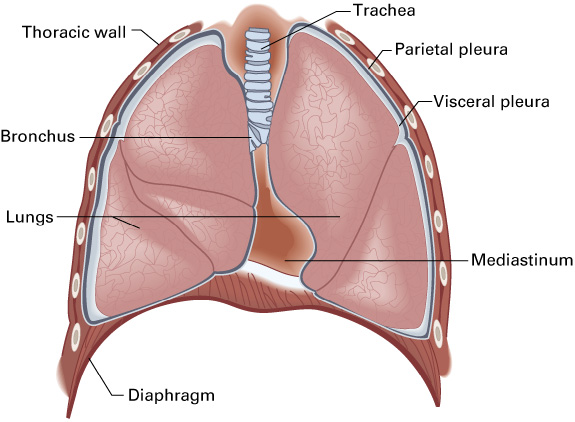 Trachea
Thoracic wall
Parietal pleura
Visceral pleura
Bronchus
Lungs
Mediastinum
Diaphragm